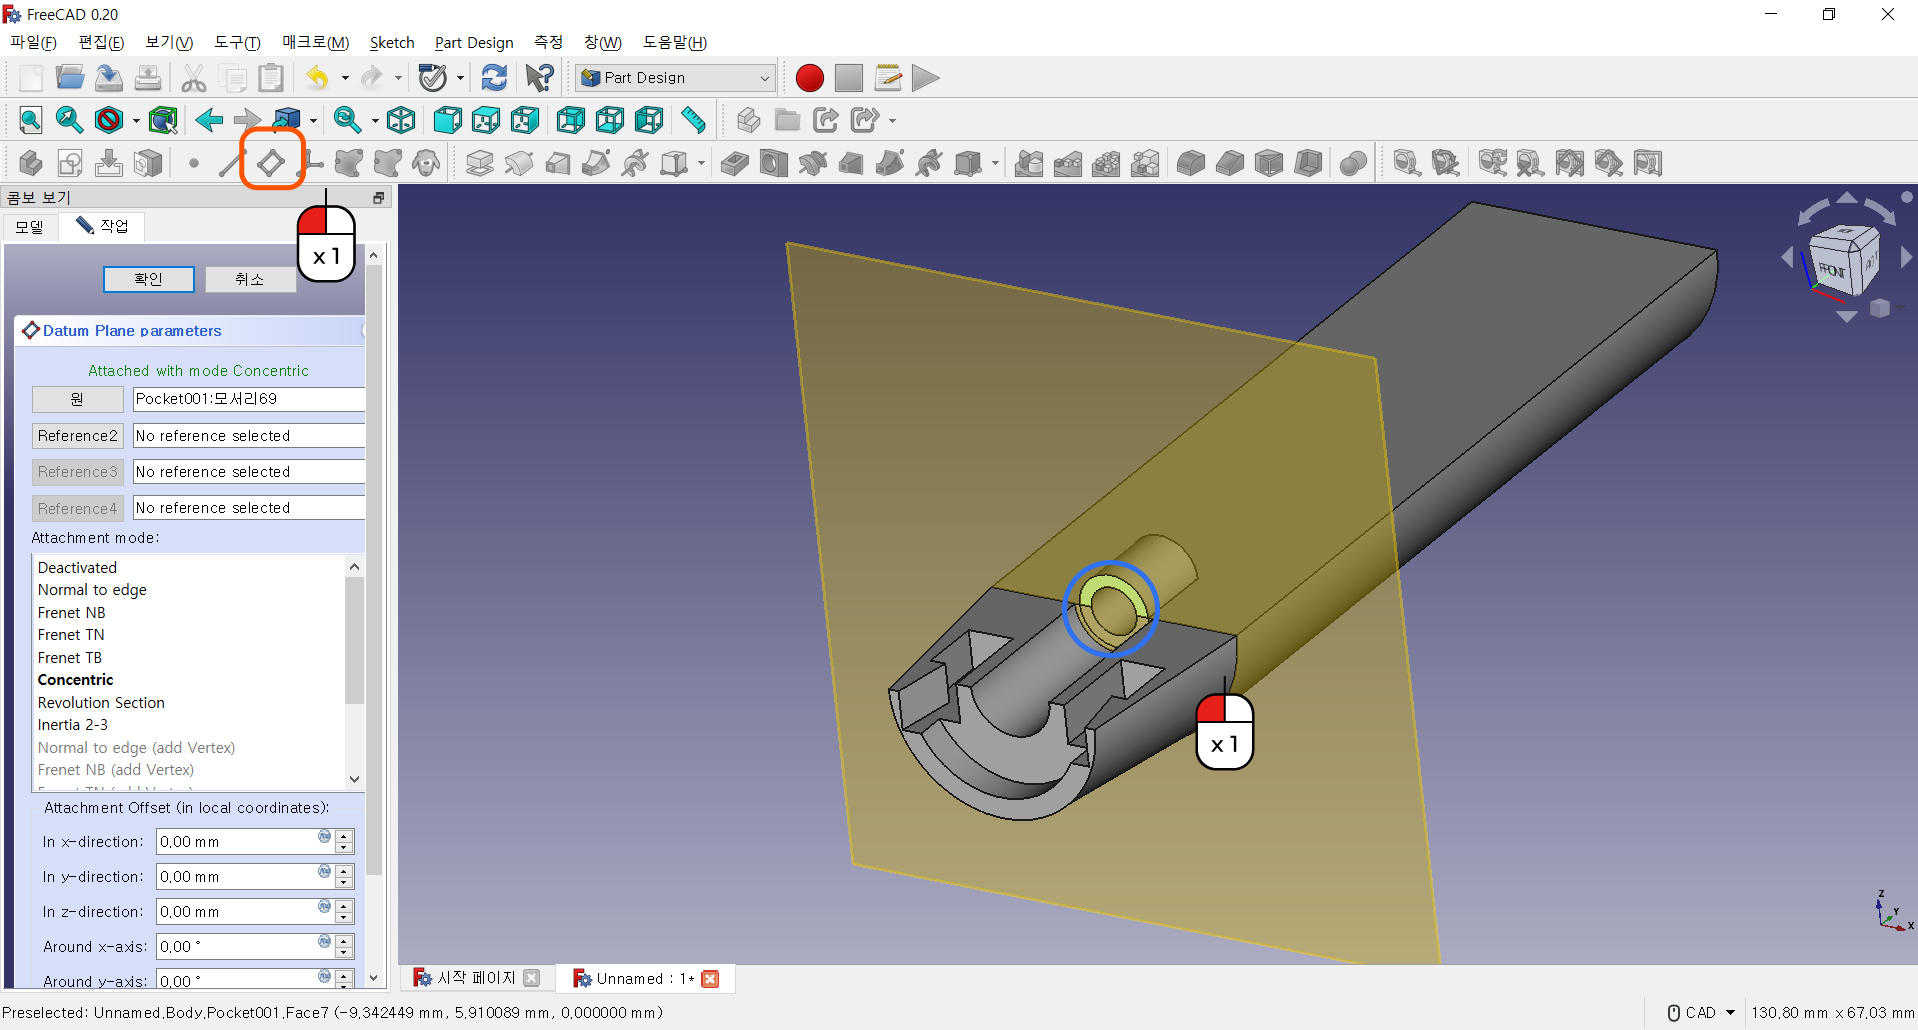 FreeCAD 0.20
파일(F) 편집(E) 보기(V) 도구(T) 매크로(M) Sketch Part Design 측정 창(W) 도움말(H)
Part Design
콤보 보기
모델 작업
x 1
확인 취소
Datum Plane parameters
Attached with mode Concentric
원 Pocket001:모서리69
Reference2 No reference selected
Reference3 No reference selected
Reference4 No reference selected
Attachment mode:
Deactivated
Normal to edge
Frenet NB
Frenet TN
Frenet TB
Concentric
Revolution Section
Inertia 2-3
Normal to edge (add Vertex)
Frenet NB (add Vertex)
Attachment Offset (in local coordinates):
In x-direction: 0,00 mm
In y-direction: 0,00 mm
In z-direction: 0,00 mm
Around x-axis: 0,00 °
Around y-axis: 0,00 °
FRONT
x 1
Z
Y
X
시작 페이지 Unnamed : 1*
Preselected: Unnamed,Body,Pocket001,Face7 (-9,342449 mm, 5,910089 mm, 0,000000 mm) CAD 130,80 mm x 67,03 mm